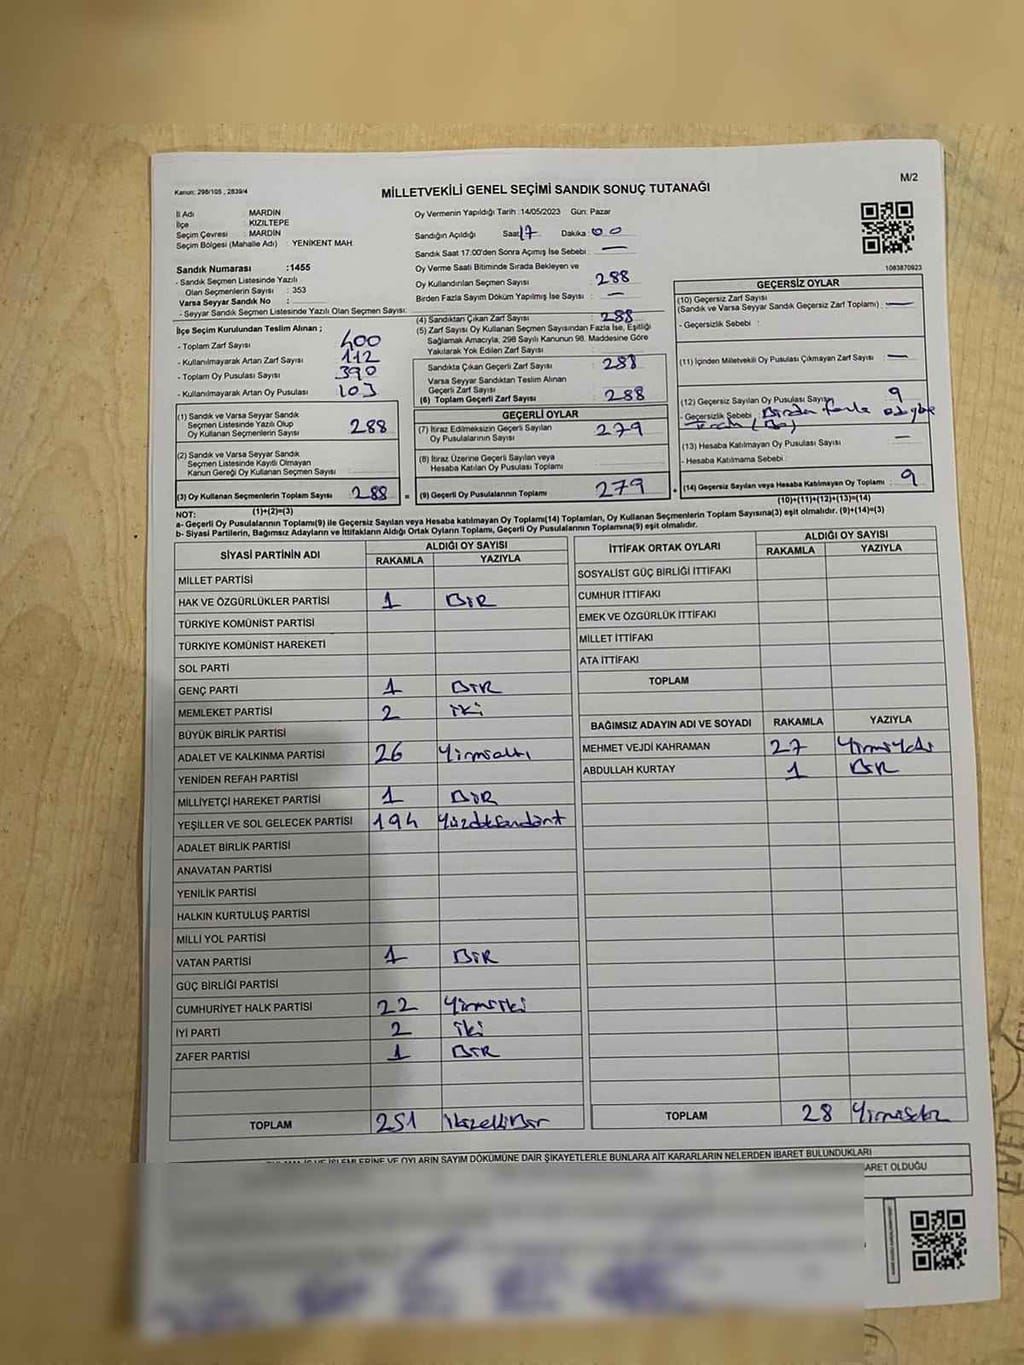 Kanun: 298/105 , 2839/4
MİLLETVEKİLİ GENEL SEÇİMİ SANDIK SONUÇ TUTANAĞI
M/2
İl Adı : MARDİN
İlçe : KIZILTEPE
Seçim Çevresi : MARDİN
Seçim Bölgesi (Mahalle Adı) : YENİKENT MAH.
Sandık Numarası :1455
- Sandık Seçmen Listesinde Yazılı
Olan Seçmenlerin Sayısı : 353
Varsa Seyyar Sandık No :
- Seyyar Sandık Seçmen Listesinde Yazılı Olan Seçmen Sayısı:
Oy Vermenin Yapıldığı Tarih :14/05/2023 Gün: Pazar
Sandığın Açıldığı Saat 17 Dakika 00
Sandık Saat 17:00'den Sonra Açımış İse Sebebi : —
Oy Verme Saati Bitiminde Sırada Bekleyen ve
Oy Kullandırılan Seçmen Sayısı : 288
Birden Fazla Sayım Döküm Yapılmış İse Sayısı : —
1083870923
İlçe Seçim Kurulundan Teslim Alınan ;
- Toplam Zarf Sayısı : 400
- Kullanılmayarak Artan Zarf Sayısı : 112
- Toplam Oy Pusulası Sayısı : 390
- Kullanılmayarak Artan Oy Pusulası : 103
(1) Sandık ve Varsa Seyyar Sandık
Seçmen Listesinde Yazılı Olup
Oy Kullanan Seçmenlerin Sayısı 288
(2) Sandık ve Varsa Seyyar Sandık
Seçmen Listesinde Kayıtlı Olmayan
Kanun Gereği Oy Kullanan Seçmen Sayısı
(3) Oy Kullanan Seçmenlerin Toplam Sayısı 288 =
(4) Sandıktan Çıkan Zarf Sayısı : 288
(5) Zarf Sayısı Oy Kullanan Seçmen Sayısından Fazla İse, Eşitliği
Sağlamak Amacıyla, 298 Sayılı Kanunun 98. Maddesine Göre
Yakılarak Yok Edilen Zarf Sayısı :
Sandıkta Çıkan Geçerli Zarf Sayısı : 288
Varsa Seyyar Sandıktan Teslim Alınan
Geçerli Zarf Sayısı :
(6) Toplam Geçerli Zarf Sayısı : 288
GEÇERLİ OYLAR
(7) İtiraz Edilmeksizin Geçerli Sayılan
Oy Pusulalarının Sayısı : 279
(8) İtiraz Üzerine Geçerli Sayılan veya
Hesaba Katılan Oy Pusulası Toplamı :
(9) Geçerli Oy Pusulalarının Toplamı 279 +
GEÇERSİZ OYLAR
(10) Geçersiz Zarf Sayısı
(Sandık ve Varsa Seyyar Sandık Geçersiz Zarf Toplamı) : —
- Geçersizlik Sebebi :
(11) İçinden Milletvekili Oy Pusulası Çıkmayan Zarf Sayısı : —
(12) Geçersiz Sayılan Oy Pusulası Sayısı : 9
- Geçersizlik Sebebi :
(13) Hesaba Katılmayan Oy Pusulası Sayısı : —
- Hesaba Katılmama Sebebi :
(14) Geçersiz Sayılan veya Hesaba Katılmayan Oy Toplamı : 9
NOT: (1)+(2)=(3) (10)+(11)+(12)+(13)=(14)
a- Geçerli Oy Pusulalarının Toplamı(9) ile Geçersiz Sayılan veya Hesaba katılmayan Oy Toplamı(14) Toplamları, Oy Kullanan Seçmenlerin Toplam Sayısına(3) eşit olmalıdır. (9)+(14)=(3)
b- Siyasi Partilerin, Bağımsız Adayların ve İttifakların Aldığı Ortak Oyların Toplamı, Geçerli Oy Pusulalarının Toplamına(9) eşit olmalıdır.
SİYASİ PARTİNİN ADI ALDIĞI OY SAYISI
RAKAMLA YAZIYLA
MİLLET PARTİSİ
HAK VE ÖZGÜRLÜKLER PARTİSİ 1 BİR
TÜRKİYE KOMÜNİST PARTİSİ
TÜRKİYE KOMÜNİST HAREKETİ
SOL PARTİ
GENÇ PARTİ 1 BİR
MEMLEKET PARTİSİ 2 iki
BÜYÜK BİRLİK PARTİSİ
ADALET VE KALKINMA PARTİSİ 26 Yirmialtı
YENİDEN REFAH PARTİSİ
MİLLİYETÇİ HAREKET PARTİSİ 1 BİR
YEŞİLLER VE SOL GELECEK PARTİSİ 194 Yüzdoksandört
ADALET BİRLİK PARTİSİ
ANAVATAN PARTİSİ
YENİLİK PARTİSİ
HALKIN KURTULUŞ PARTİSİ
MİLLİ YOL PARTİSİ
VATAN PARTİSİ 1 BİR
GÜÇ BİRLİĞİ PARTİSİ
CUMHURİYET HALK PARTİSİ 22 Yirmiiki
İYİ PARTİ 2 iki
ZAFER PARTİSİ 1 BİR
TOPLAM 251 ikizelliBir
İTTİFAK ORTAK OYLARI ALDIĞI OY SAYISI
RAKAMLA YAZIYLA
SOSYALİST GÜÇ BİRLİĞİ İTTİFAKI
CUMHUR İTTİFAKI
EMEK VE ÖZGÜRLÜK İTTİFAKI
MİLLET İTTİFAKI
ATA İTTİFAKI
TOPLAM
BAĞIMSIZ ADAYIN ADI VE SOYADI RAKAMLA YAZIYLA
MEHMET VEJDİ KAHRAMAN 27 Yirmiyedi
ABDULLAH KURTAY 1 BİR
TOPLAM 28 Yirmisekiz
VE OYLARIN SAYIM DÖKÜMÜNE DAİR ŞİKAYETLERLE BUNLARA AİT KARARLARIN NELERDEN İBARET BULUNDUKLARI
ARET OLDUĞU